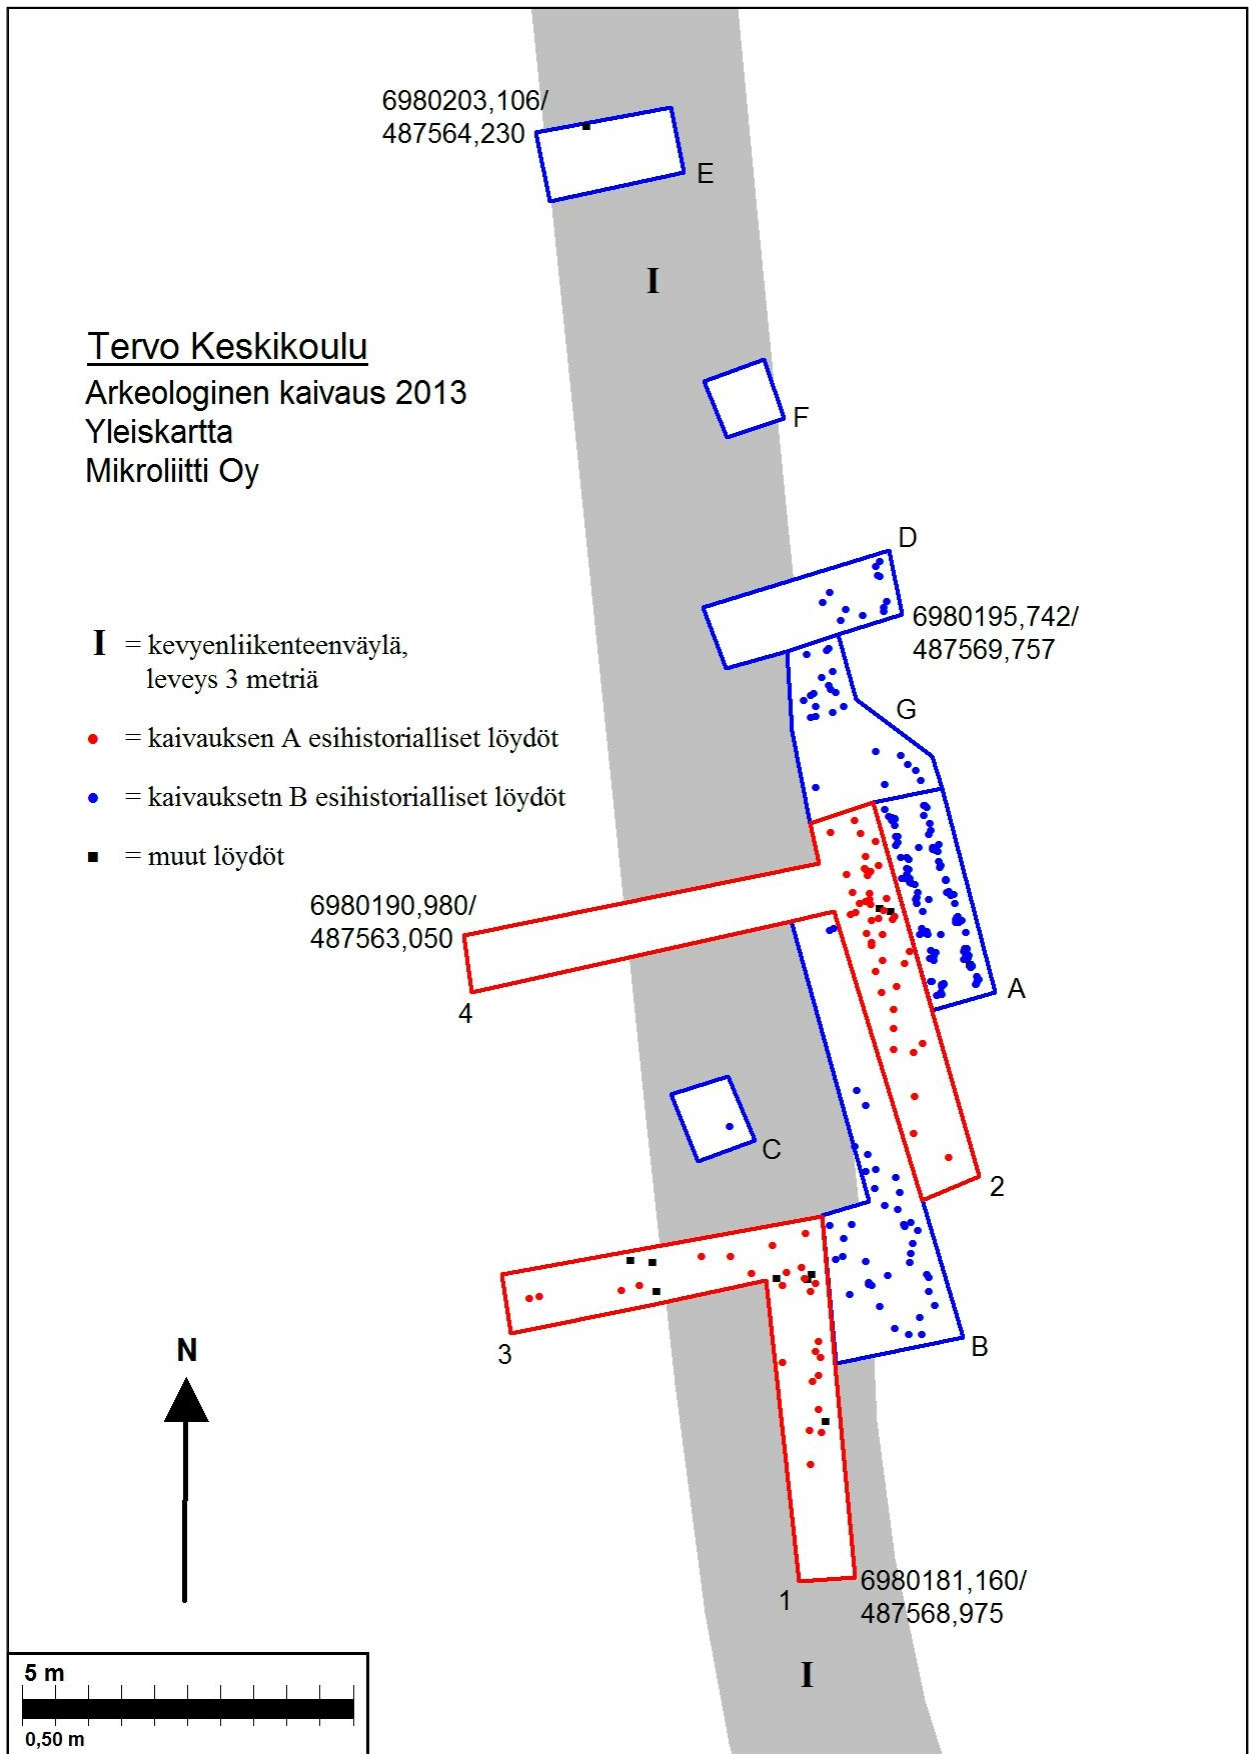 6980203,106/
487564,230
E
I
Tervo Keskikoulu
Arkeologinen kaivaus 2013
Yleiskartta
Mikroliitti Oy
F
D
6980195,742/
487569,757
I = kevyenliikenteenväylä,
leveys 3 metriä
G
= kaivauksen A esihistorialliset löydöt
= kaivauksetn B esihistorialliset löydöt
= muut löydöt
6980190,980/
487563,050
A
4
C
2
N
3
B
1
6980181,160/
487568,975
I
5 m
0,50 m